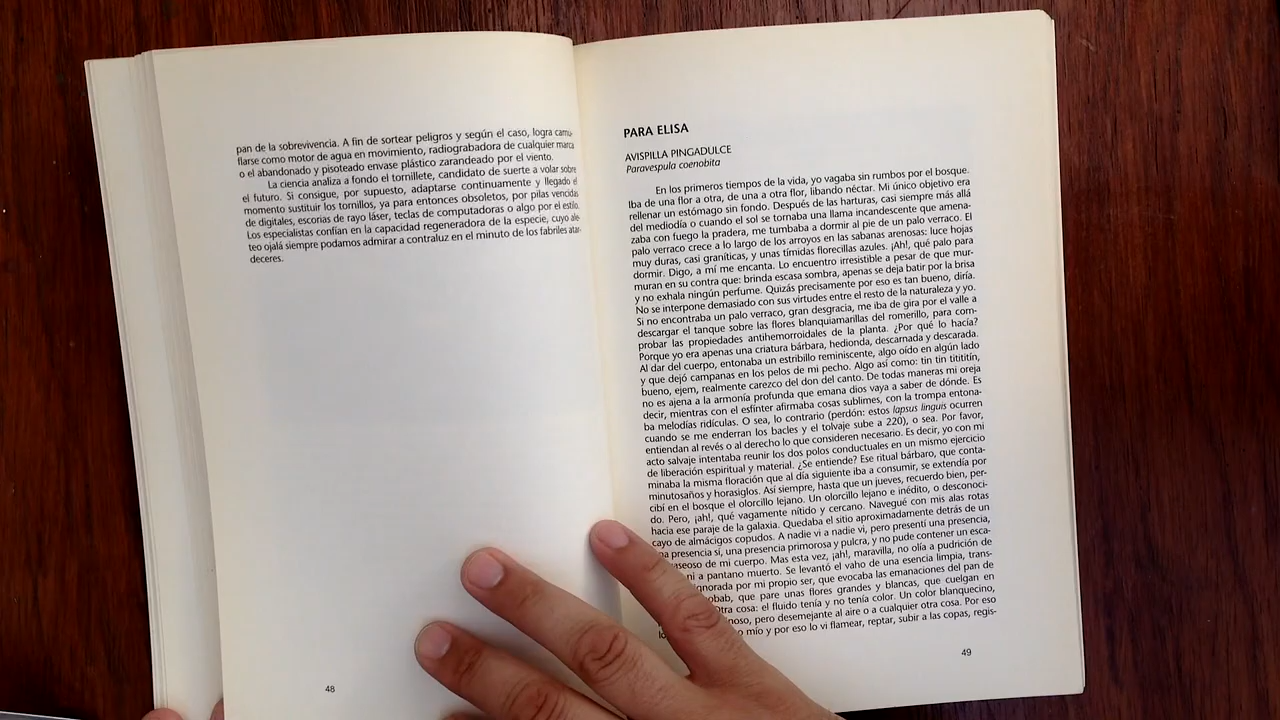 pan de la sobrevivencia. A fin de sortear peligros y según el caso, logra camu-
flarse como motor de agua en movimiento, radiograbadora de cualquier marca
o el abandonado y pisoteado envase plástico zarandeado por el viento.
La ciencia analiza a fondo el tornillete, candidato de suerte a volar sobre
el futuro. Si consigue, por supuesto, adaptarse continuamente y llegado el
momento sustituir los tornillos, ya para entonces obsoletos, por pilas vencidas
de digitales, escorias de rayo láser, teclas de computadoras o algo por el estilo.
Los especialistas confían en la capacidad regeneradora de la especie, cuyo ale-
teo ojalá siempre podamos admirar a contraluz en el minuto de los fabriles atar-
deceres.
48
PARA ELISA
AVISPILLA PINGADULCE
Paravespula coenobita
En los primeros tiempos de la vida, yo vagaba sin rumbos por el bosque.
Iba de una flor a otra, de una a otra flor, libando néctar. Mi único objetivo era
rellenar un estómago sin fondo. Después de las harturas, casi siempre más allá
del mediodía o cuando el sol se tornaba una llama incandescente que amena-
zaba con fuego la pradera, me tumbaba a dormir al pie de un palo verraco. El
palo verraco crece a lo largo de los arroyos en las sabanas arenosas: luce hojas
muy duras, casi graníticas, y unas tímidas florecillas azules. ¡Ah!, qué palo para
dormir. Digo, a mí me encanta. Lo encuentro irresistible a pesar de que mur-
muran en su contra que: brinda escasa sombra, apenas se deja batir por la brisa
y no exhala ningún perfume. Quizás precisamente por eso es tan bueno, diría.
No se interpone demasiado con sus virtudes entre el resto de la naturaleza y yo.
Si no encontraba un palo verraco, gran desgracia, me iba de gira por el valle a
descargar el tanque sobre las flores blanquiamarillas del romerillo, para com-
probar las propiedades antihemorroidales de la planta. ¿Por qué lo hacía?
Porque yo era apenas una criatura bárbara, hedionda, descarnada y descarada.
Al dar del cuerpo, entonaba un estribillo reminiscente, algo oído en algún lado
y que dejó campanas en los pelos de mi pecho. Algo así como: tin tin tititín,
bueno, ejem, realmente carezco del don del canto. De todas maneras mi oreja
no es ajena a la armonía profunda que emana dios vaya a saber de dónde. Es
decir, mientras con el esfínter afirmaba cosas sublimes, con la trompa entona-
ba melodías ridículas. O sea, lo contrario (perdón: estos lapsus linguis ocurren
cuando se me enderran los bacles y el tolvaje sube a 220), o sea. Por favor,
entiendan al revés o al derecho lo que consideren necesario. Es decir, yo con mi
acto salvaje intentaba reunir los dos polos conductuales en un mismo ejercicio
de liberación espiritual y material. ¿Se entiende? Ese ritual bárbaro, que conta-
minaba la misma floración que al día siguiente iba a consumir, se extendía por
minutosaños y horasiglos. Así siempre, hasta que un jueves, recuerdo bien, per-
cibí en el bosque el olorcillo lejano. Un olorcillo lejano e inédito, o desconoci-
do. Pero, ¡ah!, qué vagamente nítido y cercano. Navegué con mis alas rotas
hacia ese paraje de la galaxia. Quedaba el sitio aproximadamente detrás de un
cayo de almácigos copudos. A nadie vi a nadie vi, pero presentí una presencia,
presencia sí, una presencia primorosa y pulcra, y no pude contener un esca-
de mi cuerpo. Mas esta vez, ¡ah!, maravilla, no olía a pudrición de
ni a pantano muerto. Se levantó el vaho de una esencia limpia, trans-
ignorada por mi propio ser, que evocaba las emanaciones del pan de
que pare una flores grandes y blancas, que cuelgan en
Otra cosa: el fluido tenía y no tenía color. Un color blanquecino,
pero desemejante al aire o a cualquier otra cosa. Por eso
mío y por eso lo vi flamear, reptar, subir a las copas, regis-
49